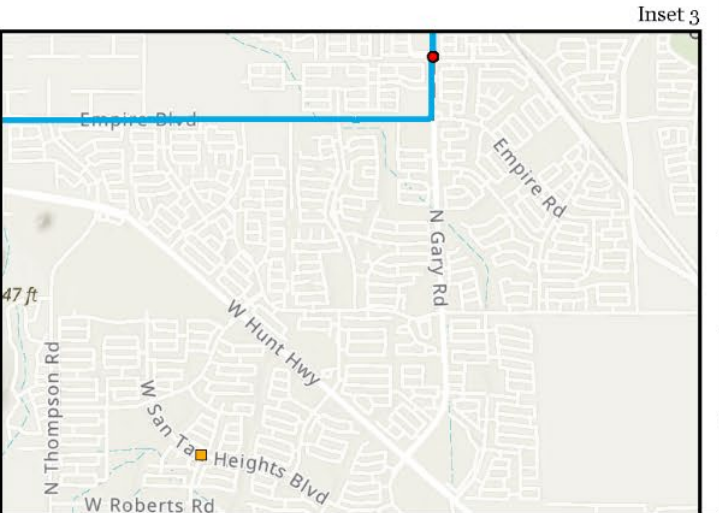 Inset 3
Empire Blvd
Empire Rd
N Gary Rd
47 ft
W Hunt Hwy
N Thompson Rd
W San Ta Heights Blvd
W Roberts Rd